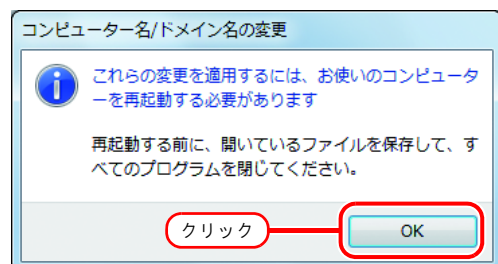 コンピューター名/ドメイン名の変更
これらの変更を適用するには、お使いのコンピュータ
ーを再起動する必要があります
再起動する前に、開いているファイルを保存して、す
べてのプログラムを閉じてください。
クリック
OK